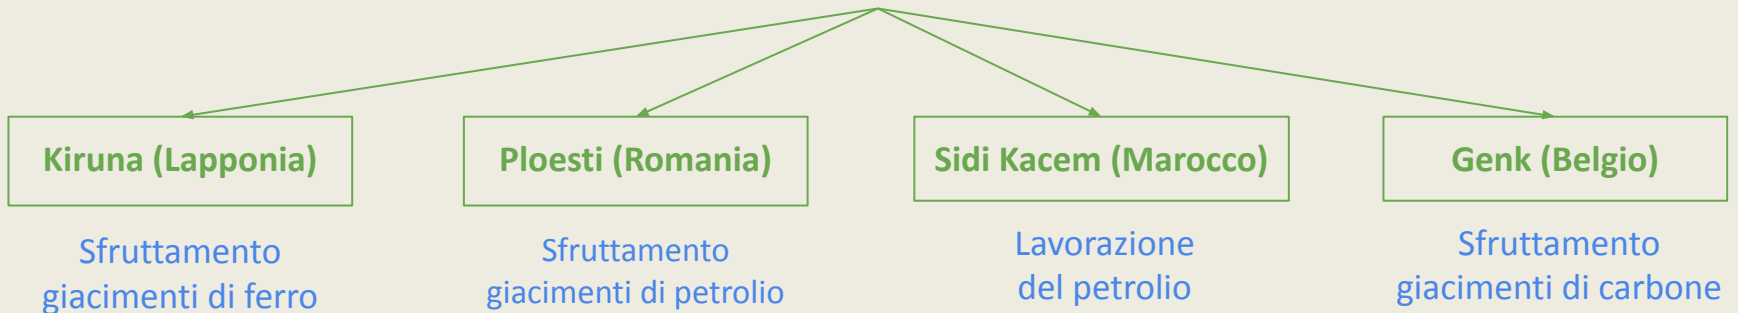 Kiruna (Lapponia)
Sfruttamento
giacimenti di ferro
Ploesti (Romania)
Sfruttamento
giacimenti di petrolio
Sidi Kacem (Marocco)
Lavorazione
del petrolio
Genk (Belgio)
Sfruttamento
giacimenti di carbone